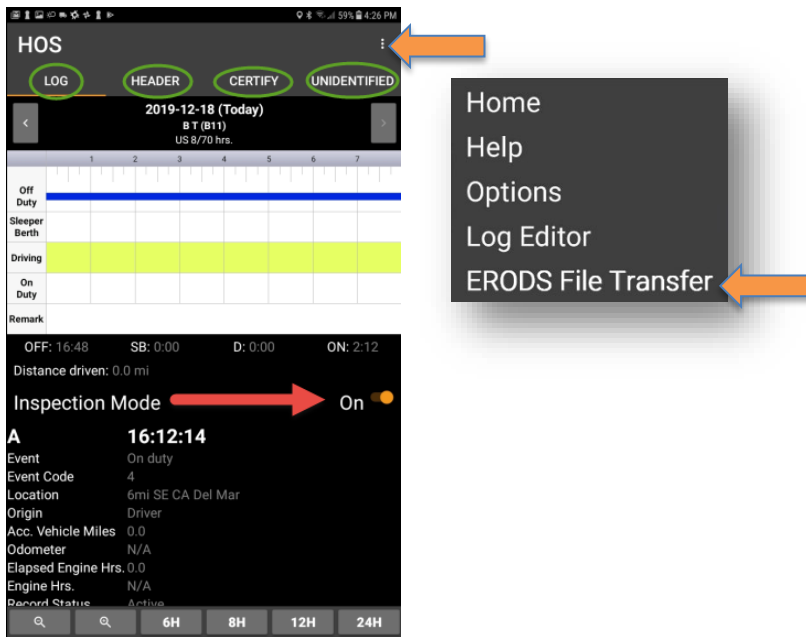 59% 4:26 PM
HOS
LOG HEADER CERTIFY UNIDENTIFIED
2019-12-18 (Today)
B T (B11)
US 8/70 hrs.
1 2 3 4 5 6 7
Off
Duty
Sleeper
Berth
Driving
On
Duty
Remark
OFF: 16:48 SB: 0:00 D: 0:00 ON: 2:12
Distance driven: 0.0 mi
Inspection Mode On
A 16:12:14
Event On duty
Event Code 4
Location 6mi SE CA Del Mar
Origin Driver
Acc. Vehicle Miles 0.0
Odometer N/A
Elapsed Engine Hrs. 0.0
Engine Hrs. N/A
Record Status Active
6H 8H 12H 24H
Home
Help
Options
Log Editor
ERODS File Transfer